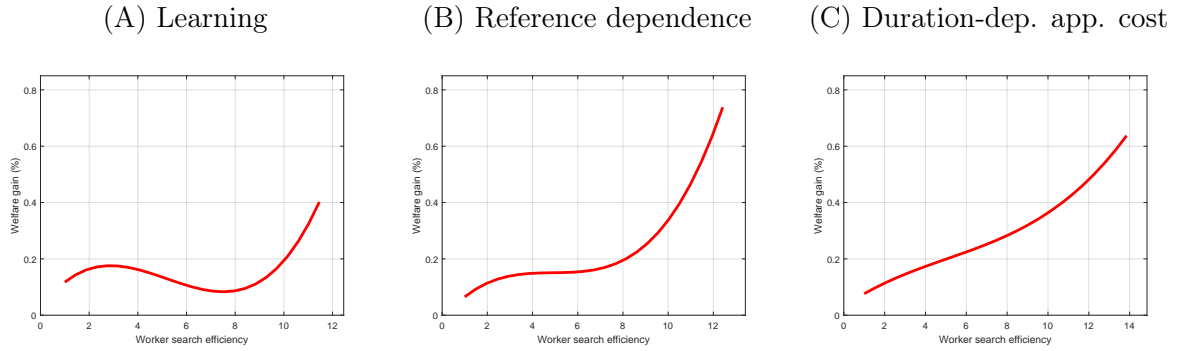 (A) Learning
(B) Reference dependence
(C) Duration-dep. app. cost
Welfare gain (%)
0.8
0.6
0.4
0.2
0
0 2 4 6 8 10 12
Worker search efficiency
Welfare gain (%)
0.8
0.6
0.4
0.2
0
0 2 4 6 8 10 12
Worker search efficiency
Welfare gain (%)
0.8
0.6
0.4
0.2
0
0 2 4 6 8 10 12 14
Worker search efficiency